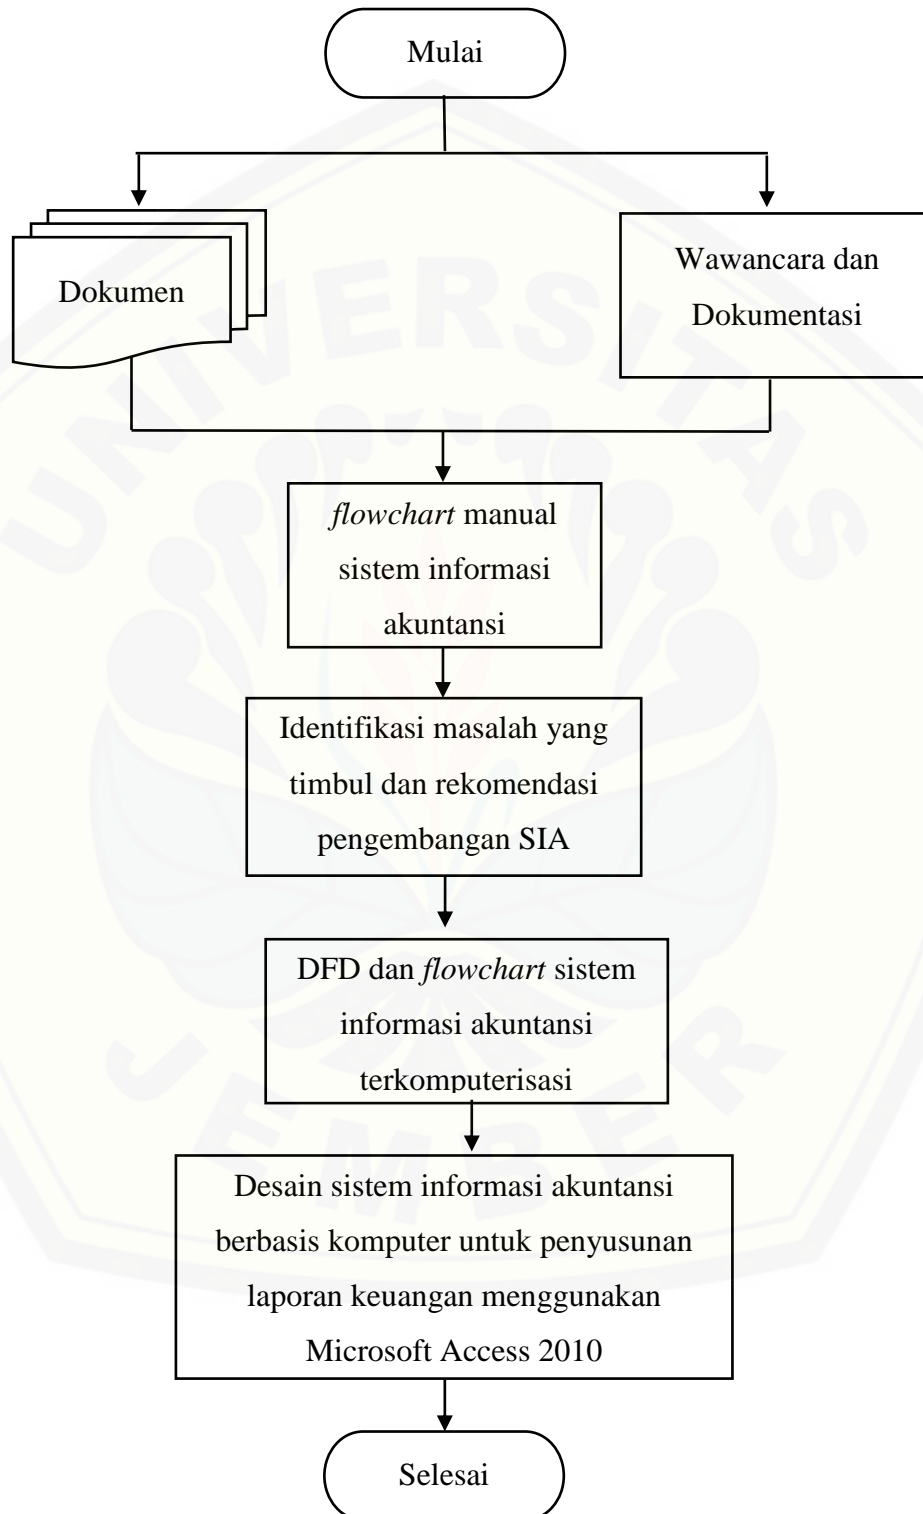 Mulai
Dokumen
Wawancara dan
Dokumentasi
flowchart manual
sistem informasi
akuntansi
Identifikasi masalah yang
timbul dan rekomendasi
pengembangan SIA
DFD dan flowchart sistem
informasi akuntansi
terkomputerisasi
Desain sistem informasi akuntansi
berbasis komputer untuk penyusunan
laporan keuangan menggunakan
Microsoft Access 2010
Selesai
UNIVERSITAS
JEMBER